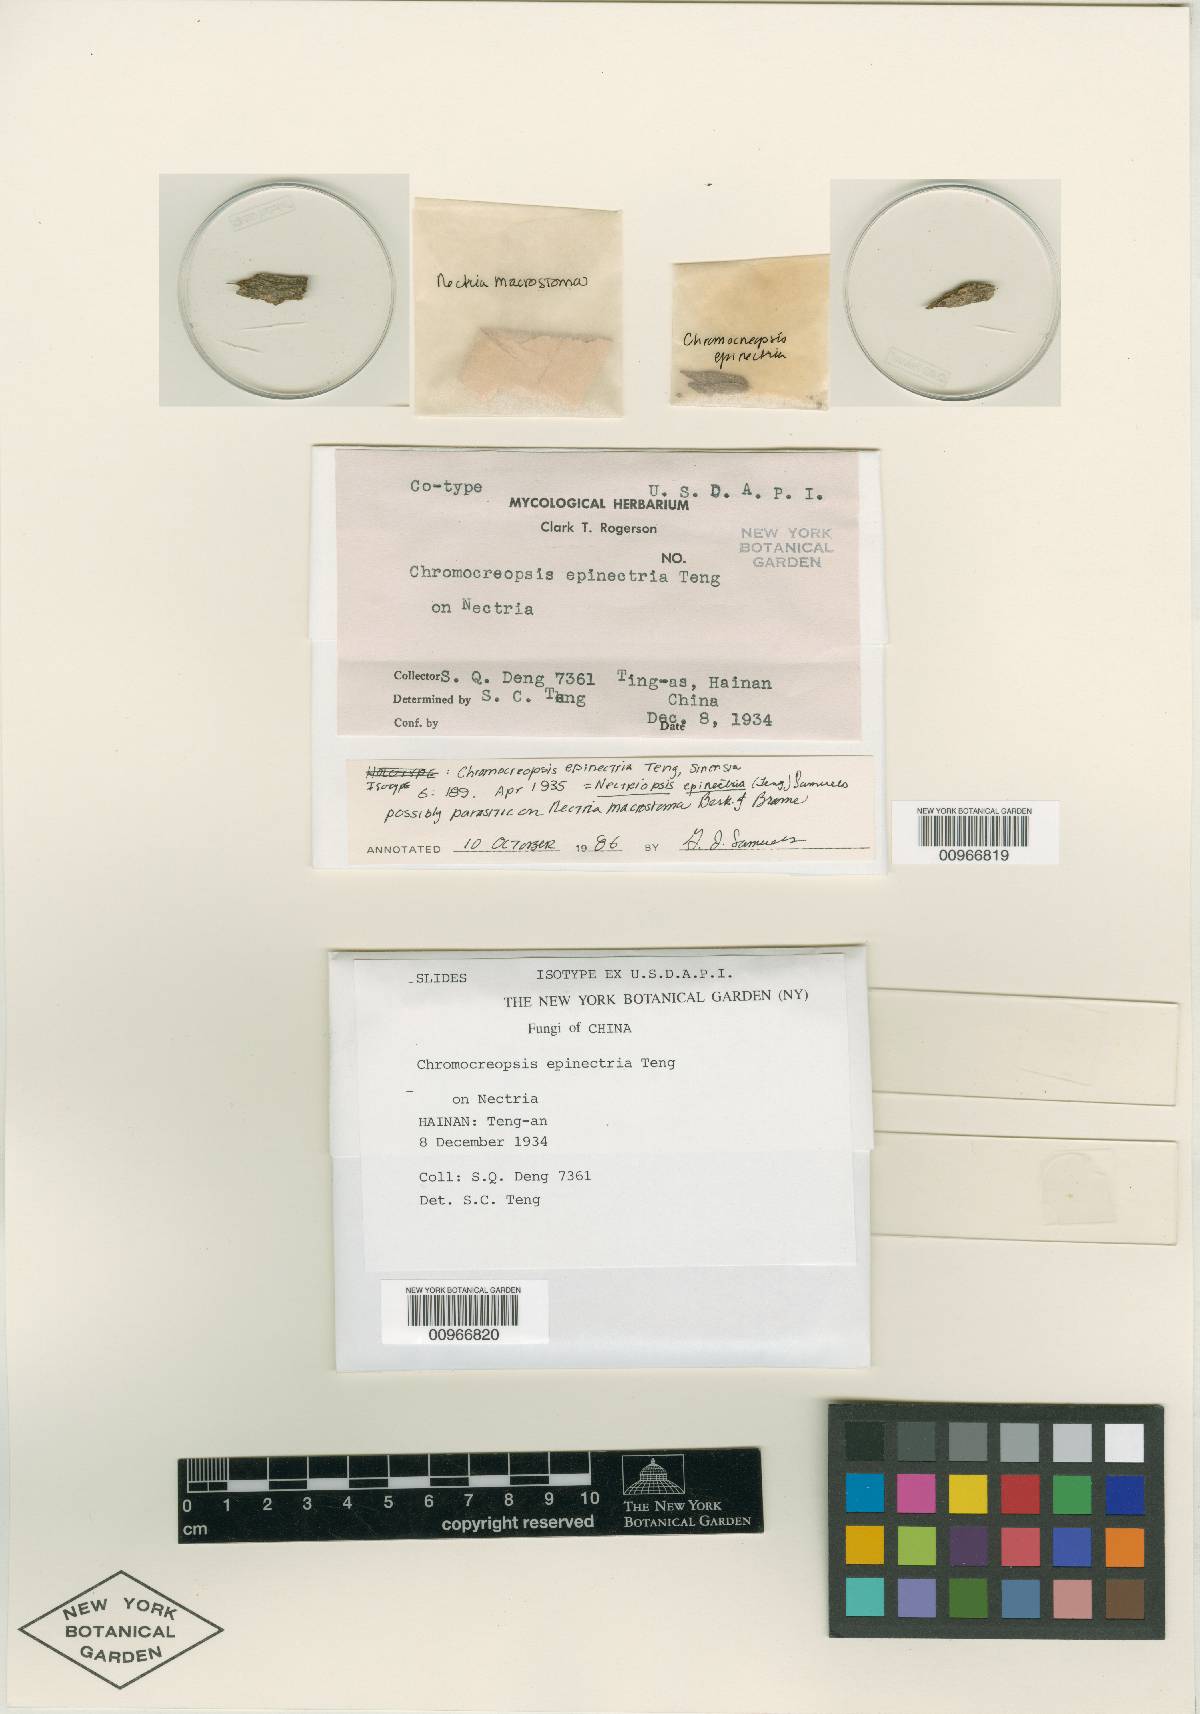 Nectria macrostoma
Chromocreopsis
epinectria
Co-type
U. S. D. A. P. I.
MYCOLOGICAL HERBARIUM
Clark T. Rogerson
NEW YORK
BOTANICAL
GARDEN
NO.
Chromocreopsis epinectria Teng
on Nectria
Collector S. Q. Deng 7361 Ting-as, Hainan
Determined by S. C. Teng China
Conf. by
Date Dec. 8, 1934
HOLOTYPE : Chromocreopsis epinectria Teng, Sinensia
Isotype 6: 189. Apr 1935 = Nectriopsis epinectria (Teng) Samuels
possibly parasitic on Nectria macrostoma Berk. & Broome
ANNOTATED 10 October 1986 BY G. J. Samuels
NEW YORK BOTANICAL GARDEN
00966819
SLIDES ISOTYPE EX U.S.D.A.P.I.
THE NEW YORK BOTANICAL GARDEN (NY)
Fungi of CHINA
Chromocreopsis epinectria Teng
on Nectria
HAINAN: Teng-an
8 December 1934
Coll: S.Q. Deng 7361
Det. S.C. Teng
NEW YORK BOTANICAL GARDEN
00966820
0 1 2 3 4 5 6 7 8 9 10
cm
copyright reserved
THE NEW YORK
BOTANICAL GARDEN
NEW YORK
BOTANICAL
GARDEN